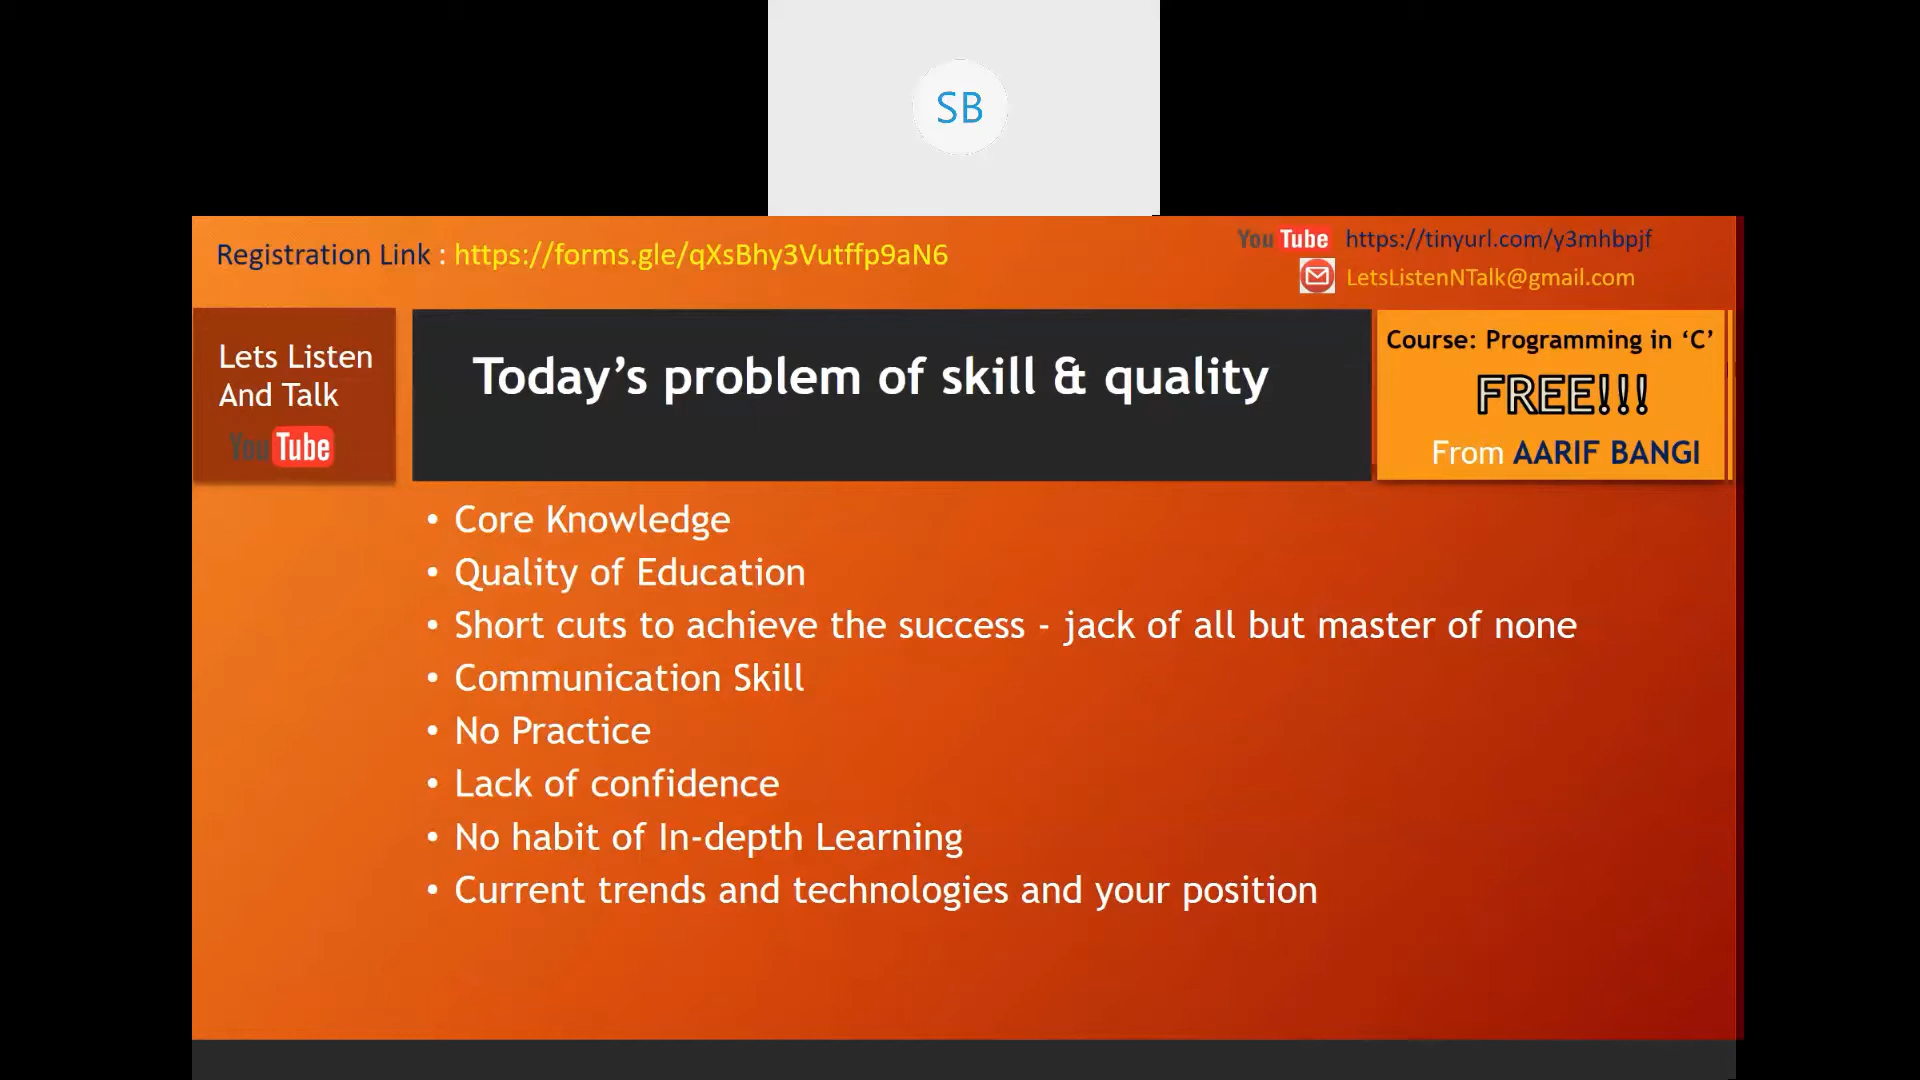 SB
Registration Link : https://forms.gle/qXsBhy3Vutffp9aN6
YouTube https://tinyurl.com/y3mhbpjf
LetsListenNTalk@gmail.com
Lets Listen
And Talk
YouTube
Today’s problem of skill & quality
Course: Programming in ‘C’
FREE!!!
From AARIF BANGI
• Core Knowledge
• Quality of Education
• Short cuts to achieve the success - jack of all but master of none
• Communication Skill
• No Practice
• Lack of confidence
• No habit of In-depth Learning
• Current trends and technologies and your position